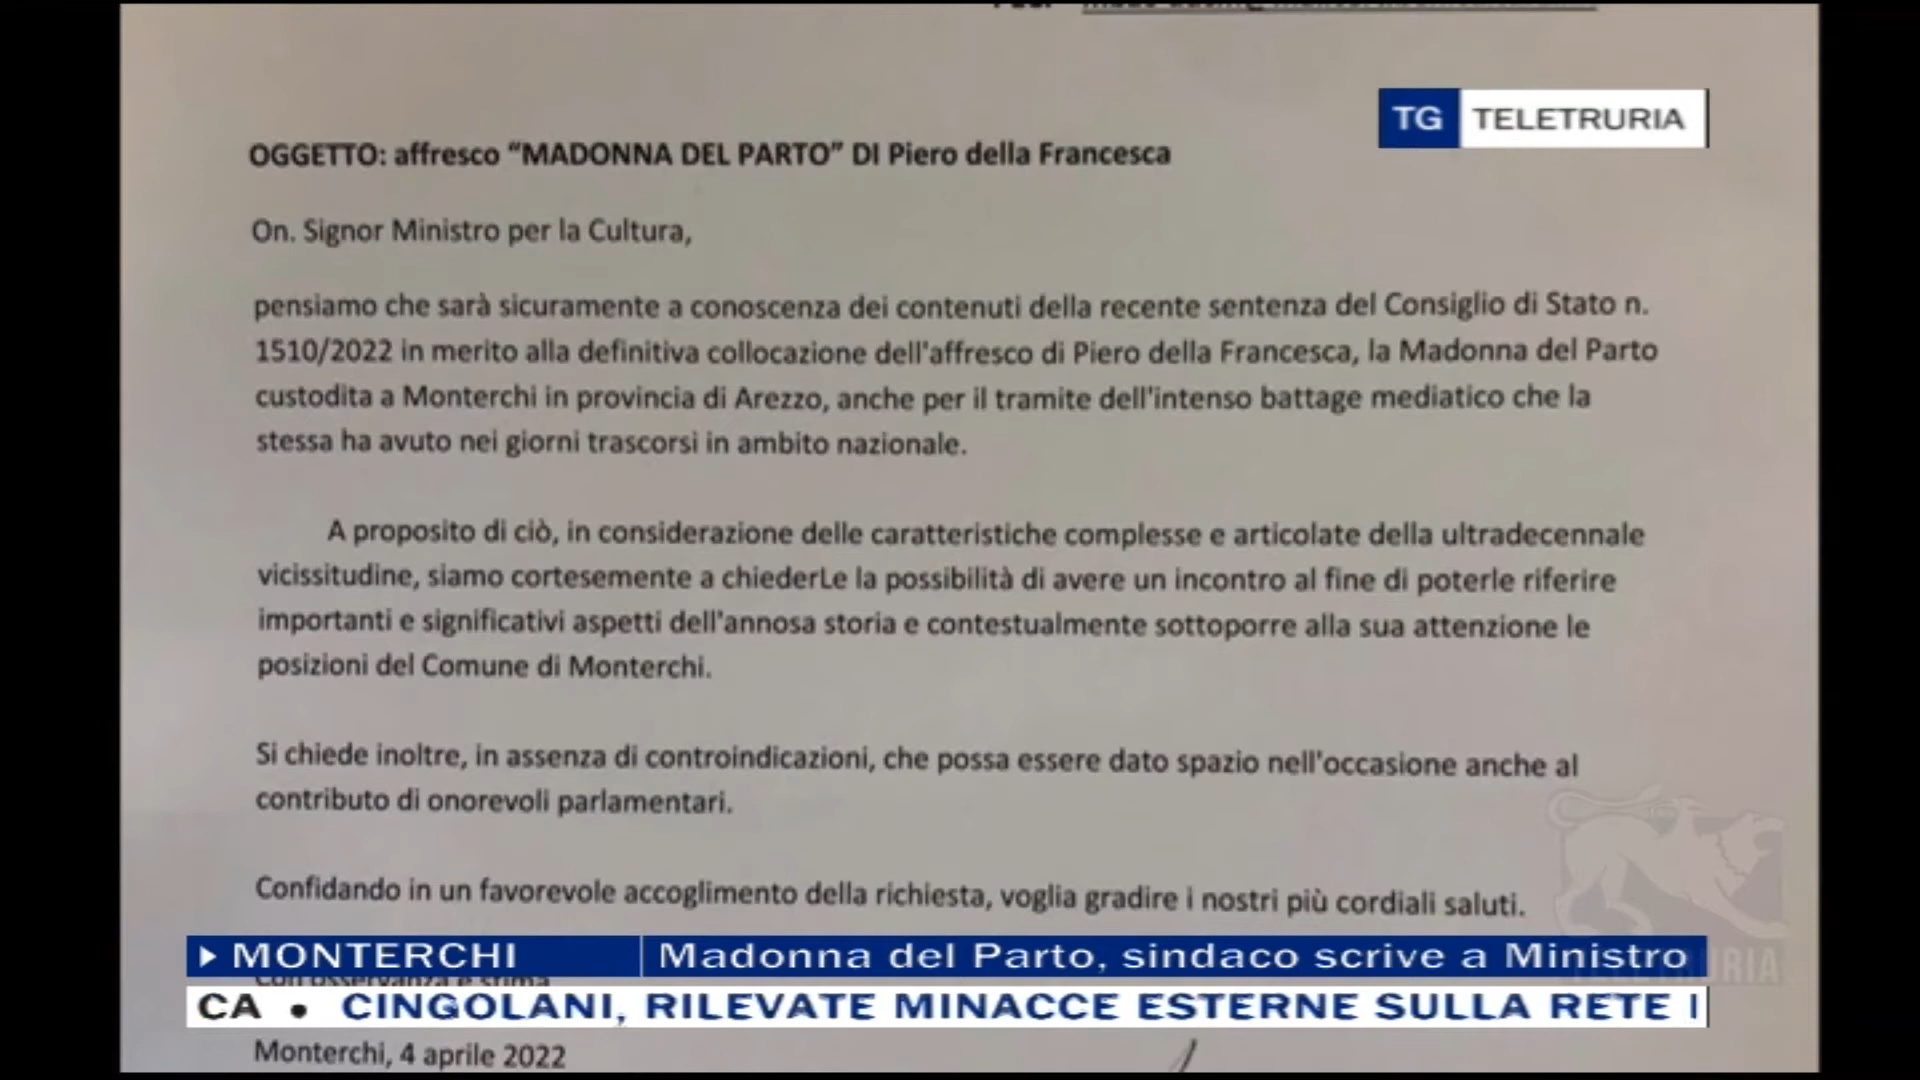 TG TELETRURIA
OGGETTO: affresco “MADONNA DEL PARTO” DI Piero della Francesca
On. Signor Ministro per la Cultura,
pensiamo che sarà sicuramente a conoscenza dei contenuti della recente sentenza del Consiglio di Stato n.
1510/2022 in merito alla definitiva collocazione dell'affresco di Piero della Francesca, la Madonna del Parto
custodita a Monterchi in provincia di Arezzo, anche per il tramite dell'intenso battage mediatico che la
stessa ha avuto nei giorni trascorsi in ambito nazionale.
A proposito di ciò, in considerazione delle caratteristiche complesse e articolate della ultradecennale
vicissitudine, siamo cortesemente a chiederLe la possibilità di avere un incontro al fine di poterle riferire
importanti e significativi aspetti dell'annosa storia e contestualmente sottoporre alla sua attenzione le
posizioni del Comune di Monterchi.
Si chiede inoltre, in assenza di controindicazioni, che possa essere dato spazio nell'occasione anche al
contributo di onorevoli parlamentari.
Confidando in un favorevole accoglimento della richiesta, voglia gradire i nostri più cordiali saluti.
MONTERCHI Madonna del Parto, sindaco scrive a Ministro
TELETRURIA
Con osservanza e stima
CA • CINGOLANI, RILEVATE MINACCE ESTERNE SULLA RETE I
Monterchi, 4 aprile 2022